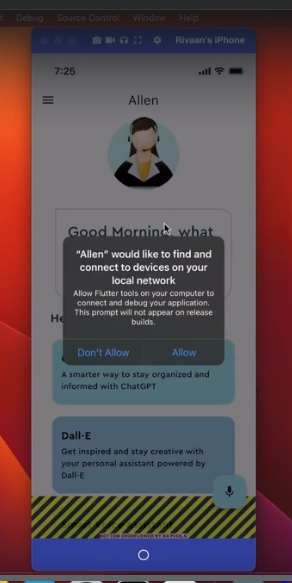 Debug Source Control Window Help
Rivaan's iPhone
7:25
Allen
Good Morning, what
"Allen" would like to find and
connect to devices on your
local network
Allow Flutter tools on your computer to
connect and debug your application.
This prompt will not appear on release
builds.
He
Don't Allow Allow
A smarter way to stay organized and
informed with ChatGPT
Dall-E
Get inspired and stay creative with
your personal assistant powered by
Dall-E